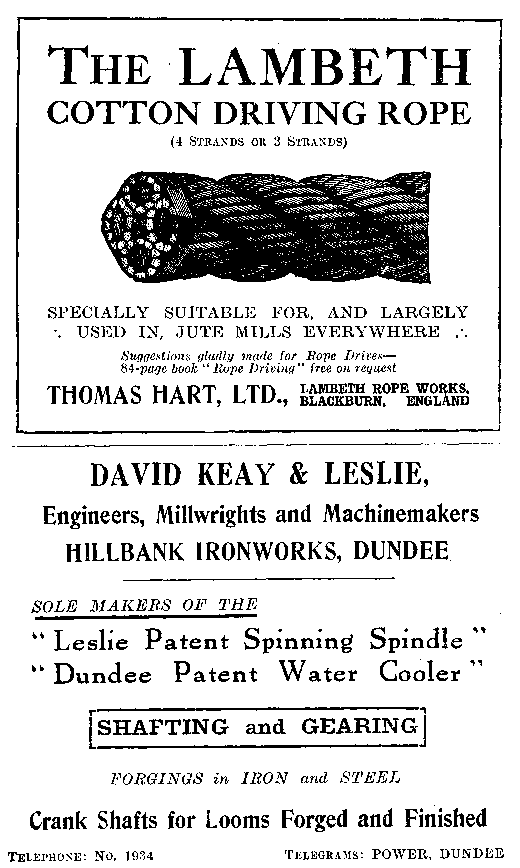 THE LAMBETH
COTTON DRIVING ROPE
(4 STRANDS OR 3 STRANDS)
SPECIALLY SUITABLE FOR, AND LARGELY
∵ USED IN, JUTE MILLS EVERYWHERE ∴
Suggestions gladly made for Rope Drives—
84-page book "Rope Driving" free on request
THOMAS HART, LTD., LAMBETH ROPE WORKS,
BLACKBURN, ENGLAND
DAVID KEAY & LESLIE,
Engineers, Millwrights and Machinemakers
HILLBANK IRONWORKS, DUNDEE
SOLE MAKERS OF THE
"Leslie Patent Spinning Spindle"
"Dundee Patent Water Cooler"
SHAFTING and GEARING
FORGINGS in IRON and STEEL
Crank Shafts for Looms Forged and Finished
TELEPHONE: No. 1934 TELEGRAMS: POWER, DUNDEE